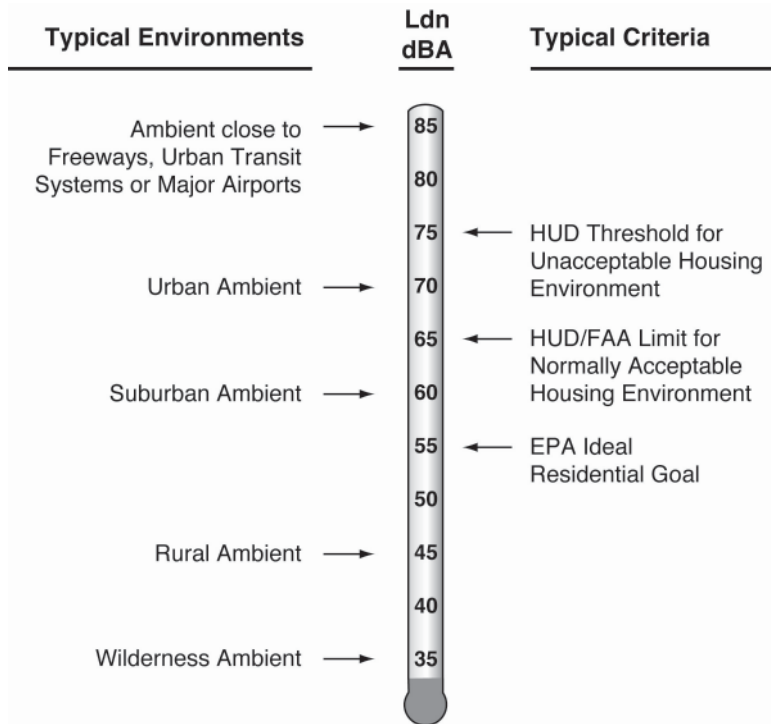 Typical Environments
Ldn
dBA
Typical Criteria
Ambient close to
Freeways, Urban Transit
Systems or Major Airports
Urban Ambient
Suburban Ambient
Rural Ambient
Wilderness Ambient
85
80
75
70
65
60
55
50
45
40
35
HUD Threshold for
Unacceptable Housing
Environment
HUD/FAA Limit for
Normally Acceptable
Housing Environment
EPA Ideal
Residential Goal